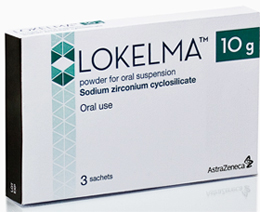 LOKELMA™ 10 g
powder for oral suspension
Sodium zirconium cyclosilicate
Oral use
3 sachets
AstraZeneca